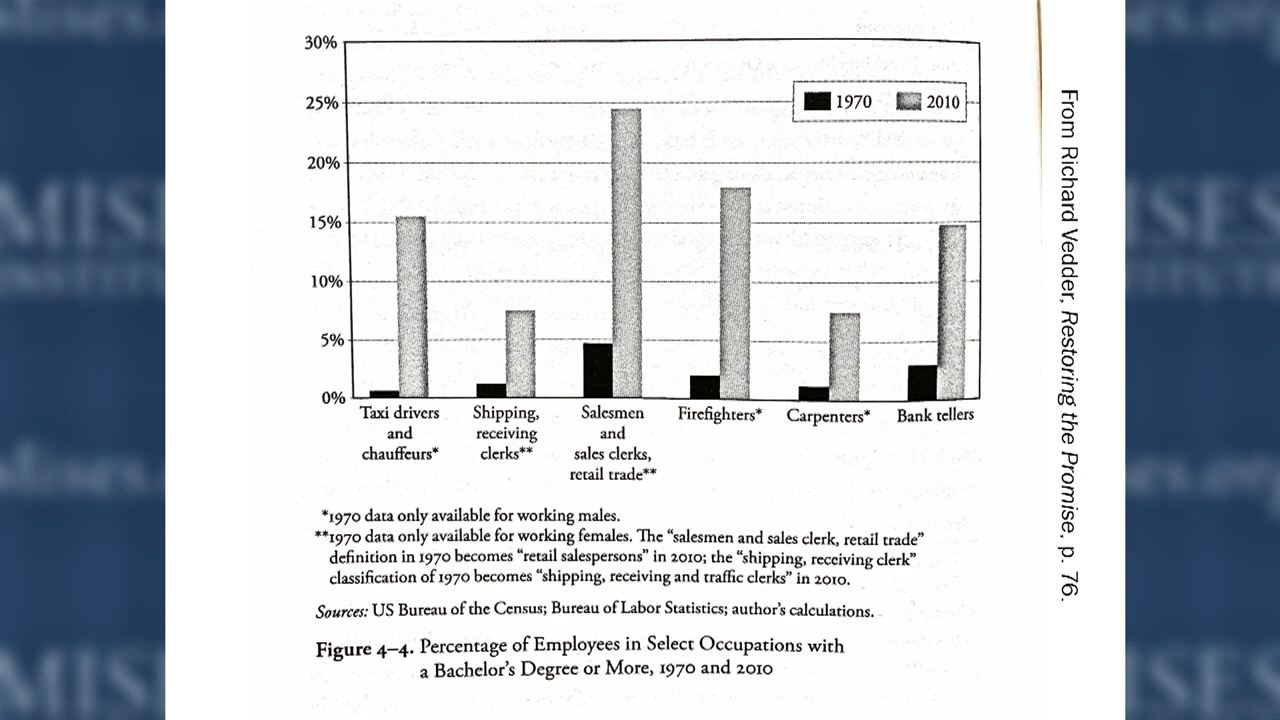 30%
25%
20%
15%
10%
5%
0%
1970
2010
Taxi drivers
and
chauffeurs*
Shipping,
receiving
clerks**
Salesmen
and
sales clerks,
retail trade**
Firefighters*
Carpenters*
Bank tellers
*1970 data only available for working males.
**1970 data only available for working females. The “salesmen and sales clerk, retail trade”
definition in 1970 becomes “retail salespersons” in 2010; the “shipping, receiving clerk”
classification of 1970 becomes “shipping, receiving and traffic clerks” in 2010.
Sources: US Bureau of the Census; Bureau of Labor Statistics; author’s calculations.
Figure 4–4. Percentage of Employees in Select Occupations with
a Bachelor’s Degree or More, 1970 and 2010
From Richard Vedder, Restoring the Promise, p. 76.